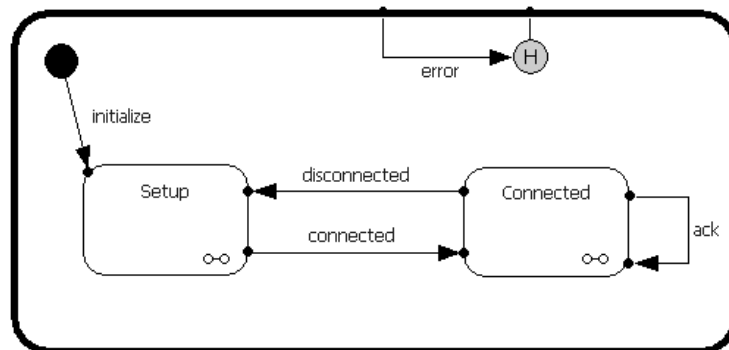 H
error
initialize
Setup
disconnected
connected
Connected
ack